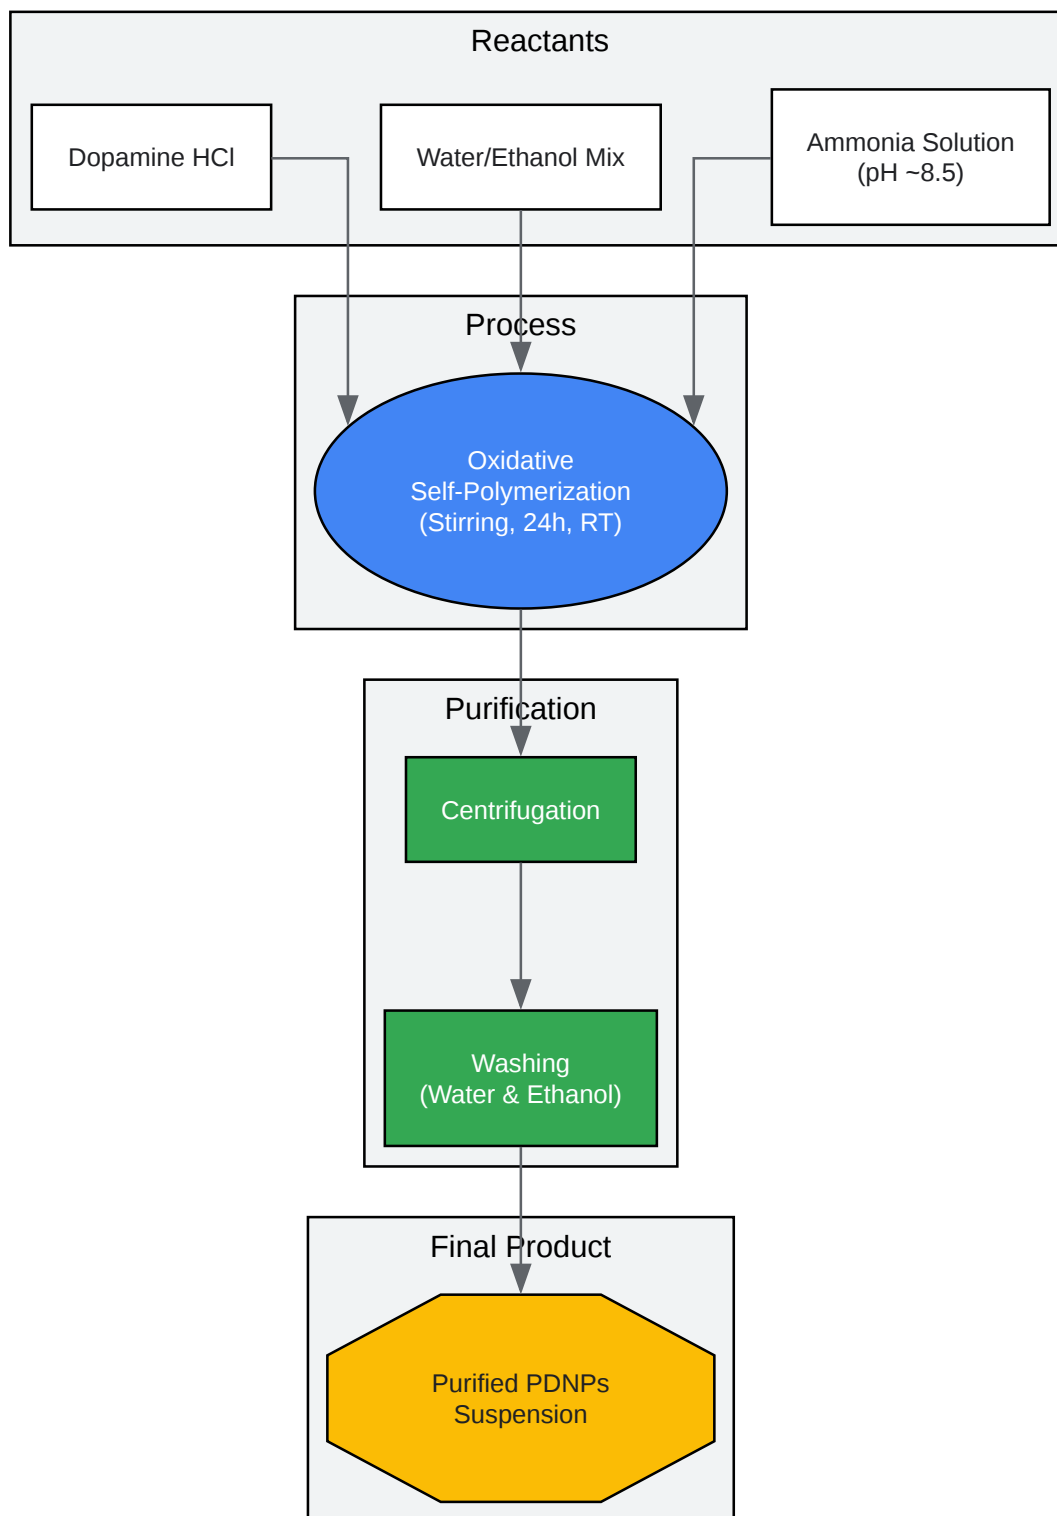 Reactants
Dopamine HCl
Water/Ethanol Mix
Ammonia Solution
(pH ~8.5)
Process
Oxidative
Self-Polymerization
(Stirring, 24h, RT)
Purification
Centrifugation
Washing
(Water & Ethanol)
Final Product
Purified PDNPs
Suspension